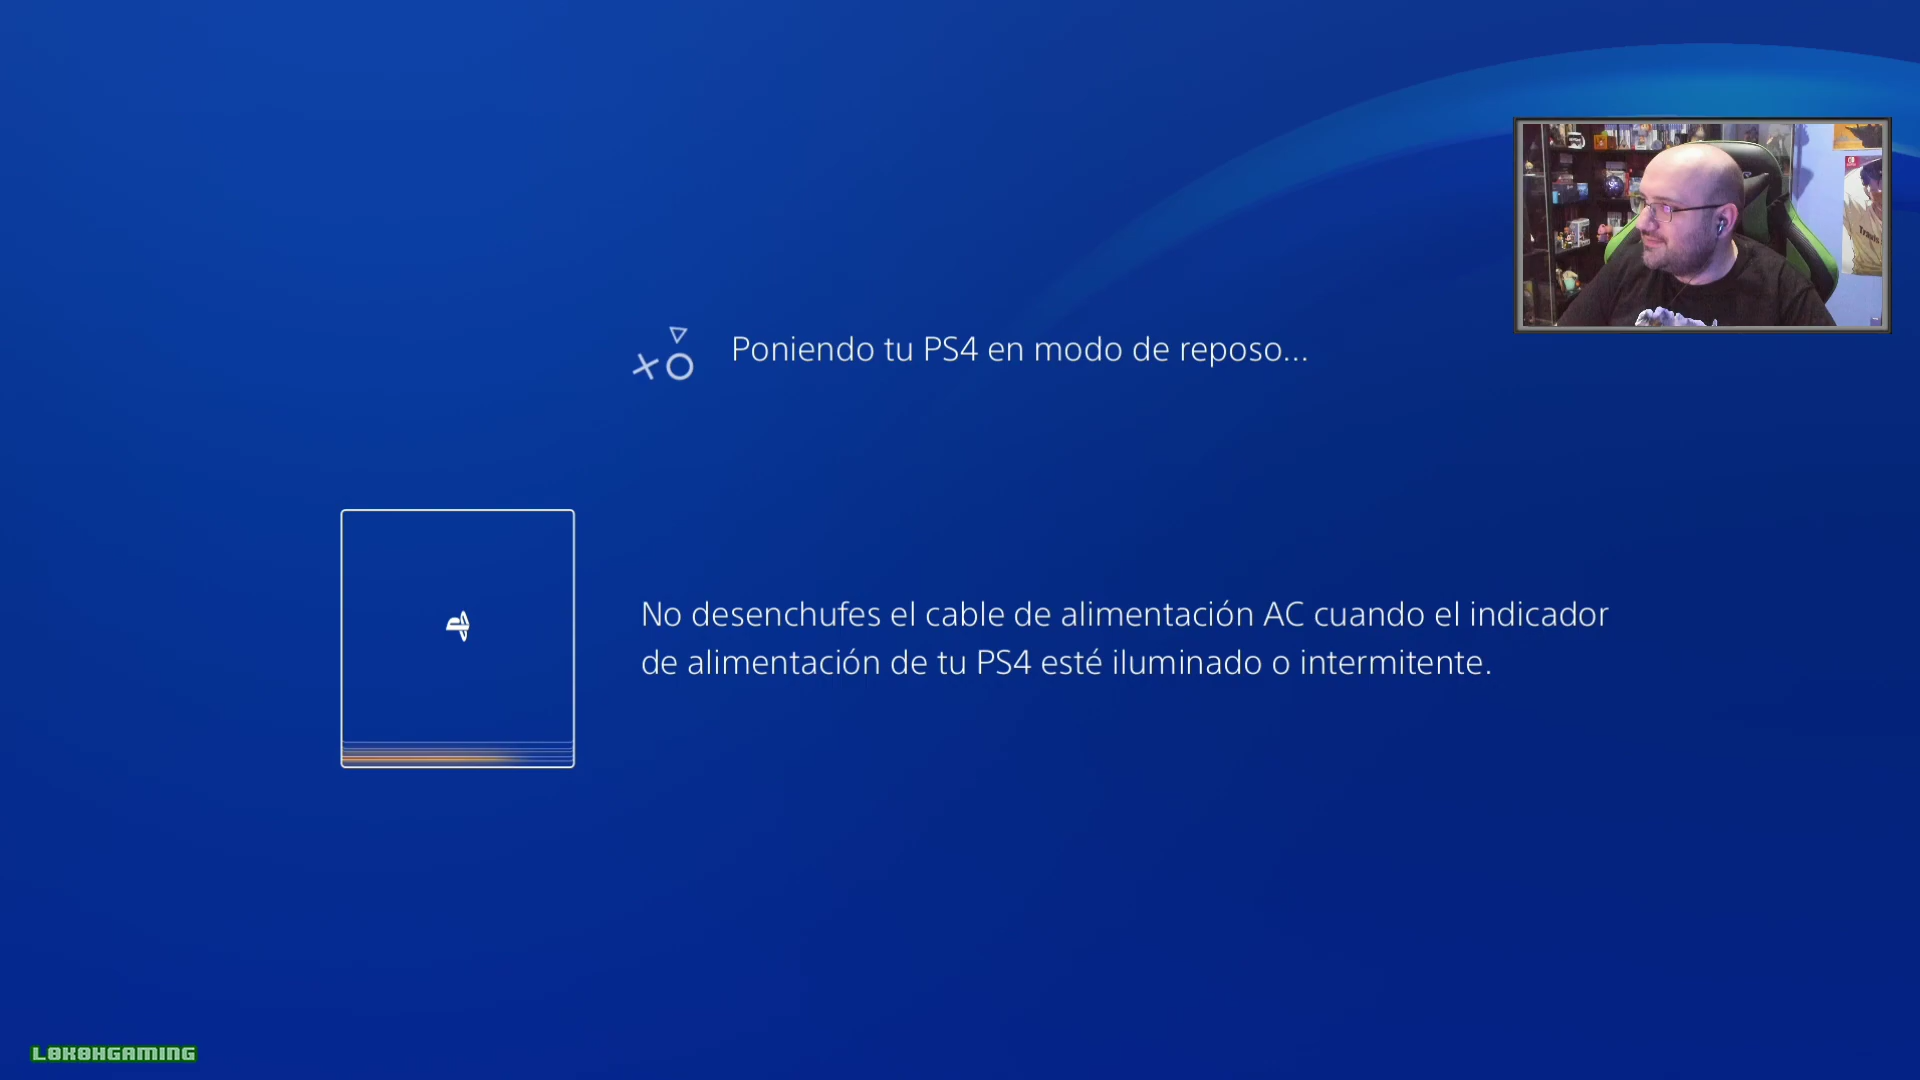 Poniendo tu PS4 en modo de reposo...
No desenchufes el cable de alimentación AC cuando el indicador
de alimentación de tu PS4 esté iluminado o intermitente.
L0K0HGAMING